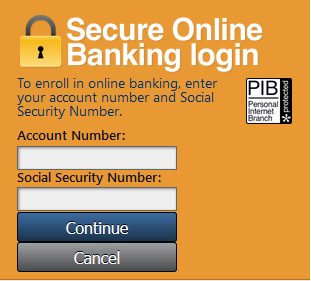 Secure Online
Banking login
To enroll in online banking, enter
your account number and Social
Security Number.
PIB
Personal
Internet
Branch
protected
*
Account Number:
Social Security Number:
Continue
Cancel